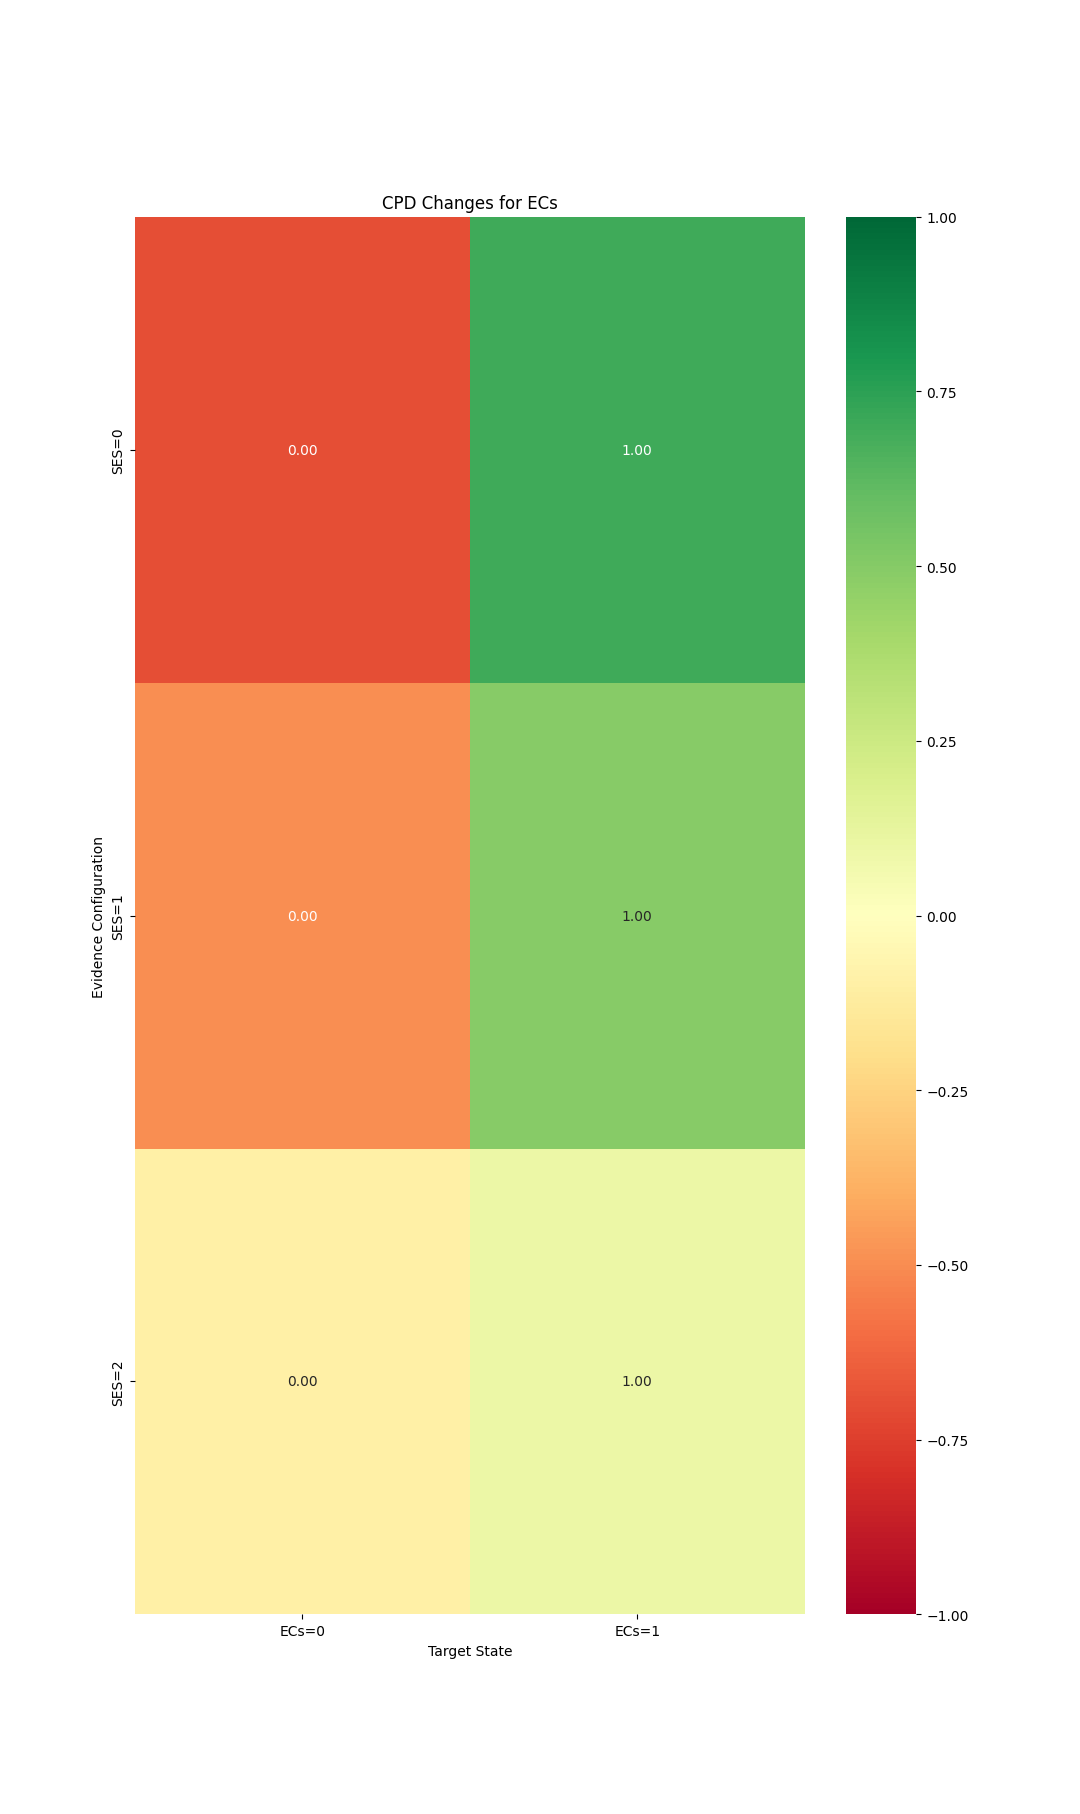 CPD Changes for ECs
Evidence Configuration
SES=0
0.00
1.00
SES=1
0.00
1.00
SES=2
0.00
1.00
ECs=0
ECs=1
Target State
1.00
0.75
0.50
0.25
0.00
−0.25
−0.50
−0.75
−1.00